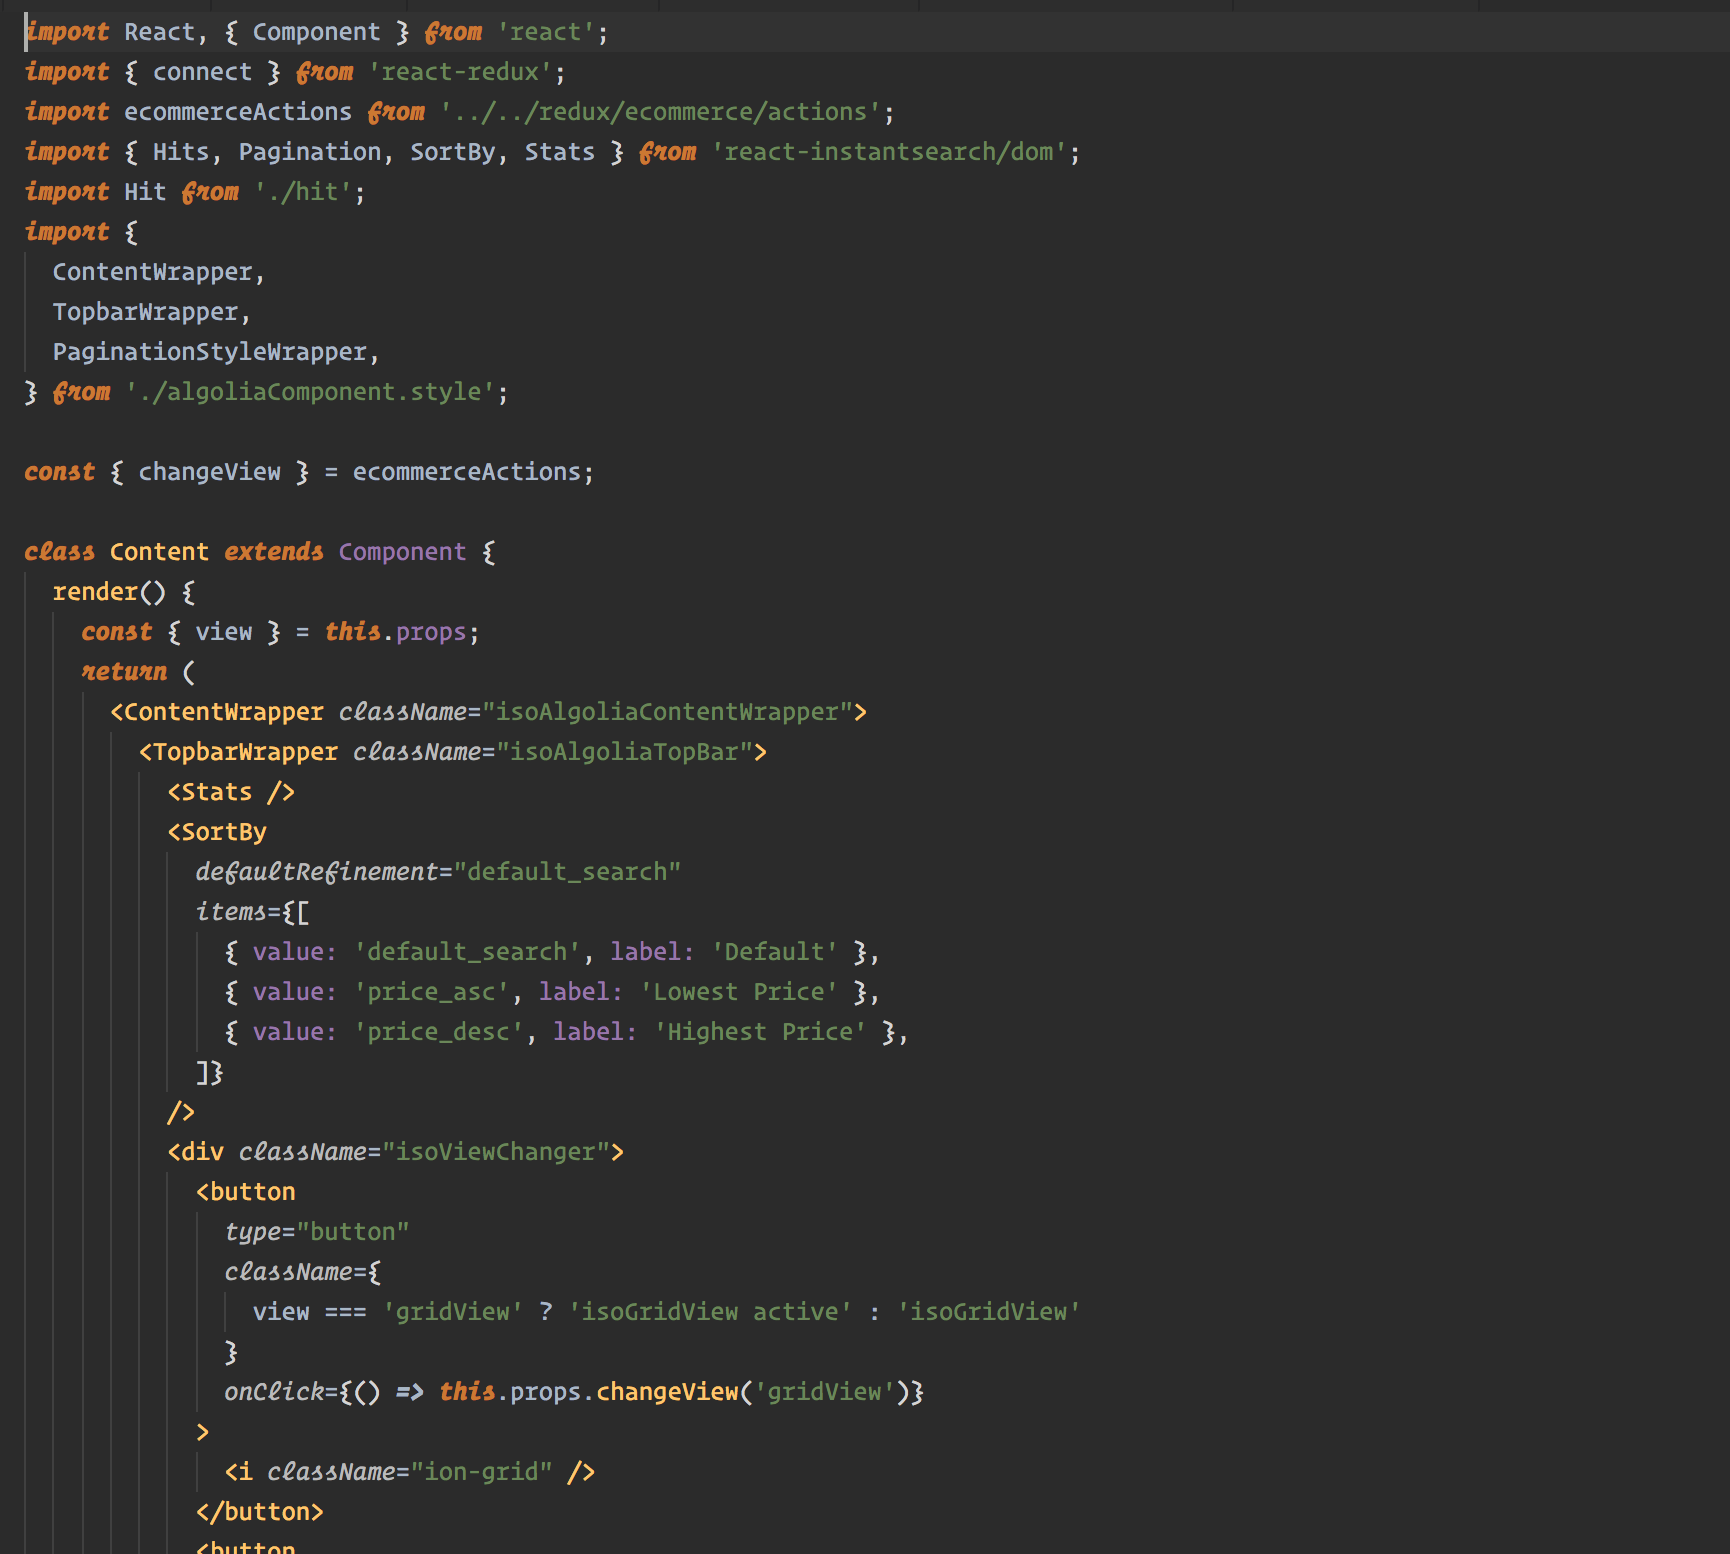 import React, { Component } from 'react';
import { connect } from 'react-redux';
import ecommerceActions from '../../redux/ecommerce/actions';
import { Hits, Pagination, SortBy, Stats } from 'react-instantsearch/dom';
import Hit from './hit';
import {
  ContentWrapper,
  TopbarWrapper,
  PaginationStyleWrapper,
} from './algoliaComponent.style';

const { changeView } = ecommerceActions;

class Content extends Component {
  render() {
    const { view } = this.props;
    return (
      <ContentWrapper className="isoAlgoliaContentWrapper">
        <TopbarWrapper className="isoAlgoliaTopBar">
          <Stats />
          <SortBy
            defaultRefinement="default_search"
            items={[
              { value: 'default_search', label: 'Default' },
              { value: 'price_asc', label: 'Lowest Price' },
              { value: 'price_desc', label: 'Highest Price' },
            ]}
          />
          <div className="isoViewChanger">
            <button
              type="button"
              className={
                view === 'gridView' ? 'isoGridView active' : 'isoGridView'
              }
              onClick={() => this.props.changeView('gridView')}
            >
              <i className="ion-grid" />
            </button>
            <button